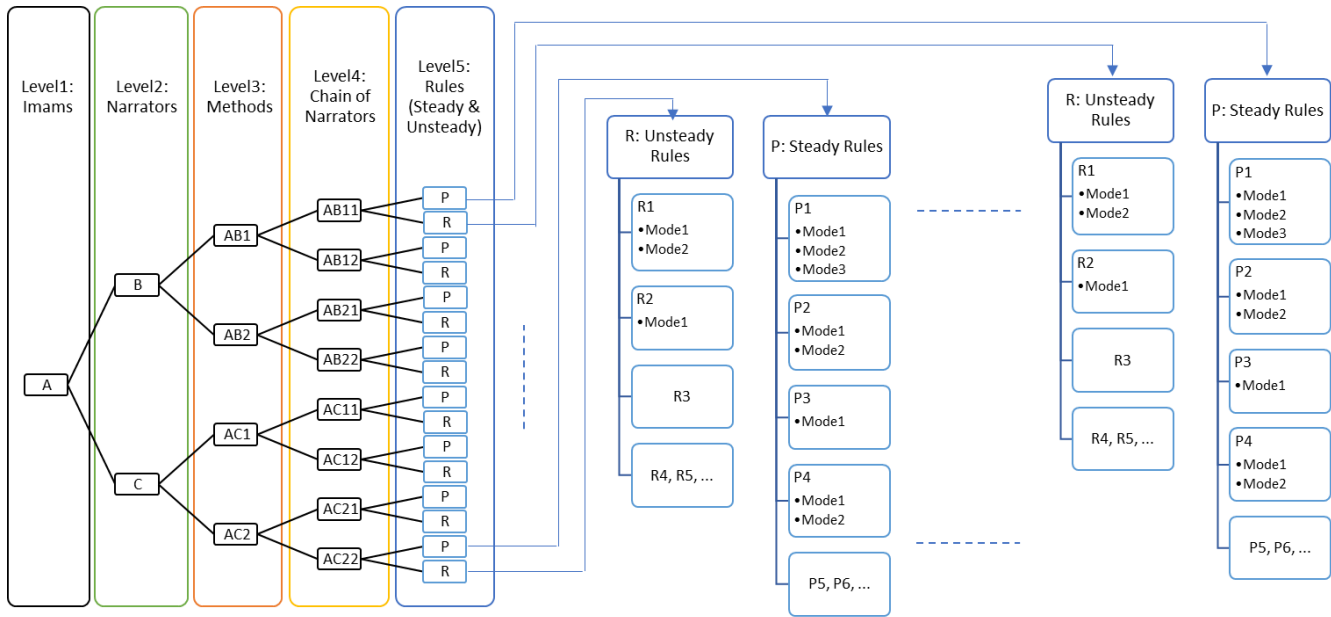 Level1:
Imams
Level2:
Narrators
Level3:
Methods
Level4:
Chain of
Narrators
Level5:
Rules
(Steady &
Unsteady)
A
B
C
AB1
AB2
AC1
AC2
AB11
AB12
AB21
AB22
AC11
AC12
AC21
AC22
P
R
P
R
P
R
P
R
P
R
P
R
P
R
P
R
R: Unsteady
Rules
R1
•Mode1
•Mode2
R2
•Mode1
R3
R4, R5, ...
P: Steady Rules
P1
•Mode1
•Mode2
•Mode3
P2
•Mode1
•Mode2
P3
•Mode1
P4
•Mode1
•Mode2
P5, P6, ...
R: Unsteady
Rules
R1
•Mode1
•Mode2
R2
•Mode1
R3
R4, R5, ...
P: Steady Rules
P1
•Mode1
•Mode2
•Mode3
P2
•Mode1
•Mode2
P3
•Mode1
P4
•Mode1
•Mode2
P5, P6, ...